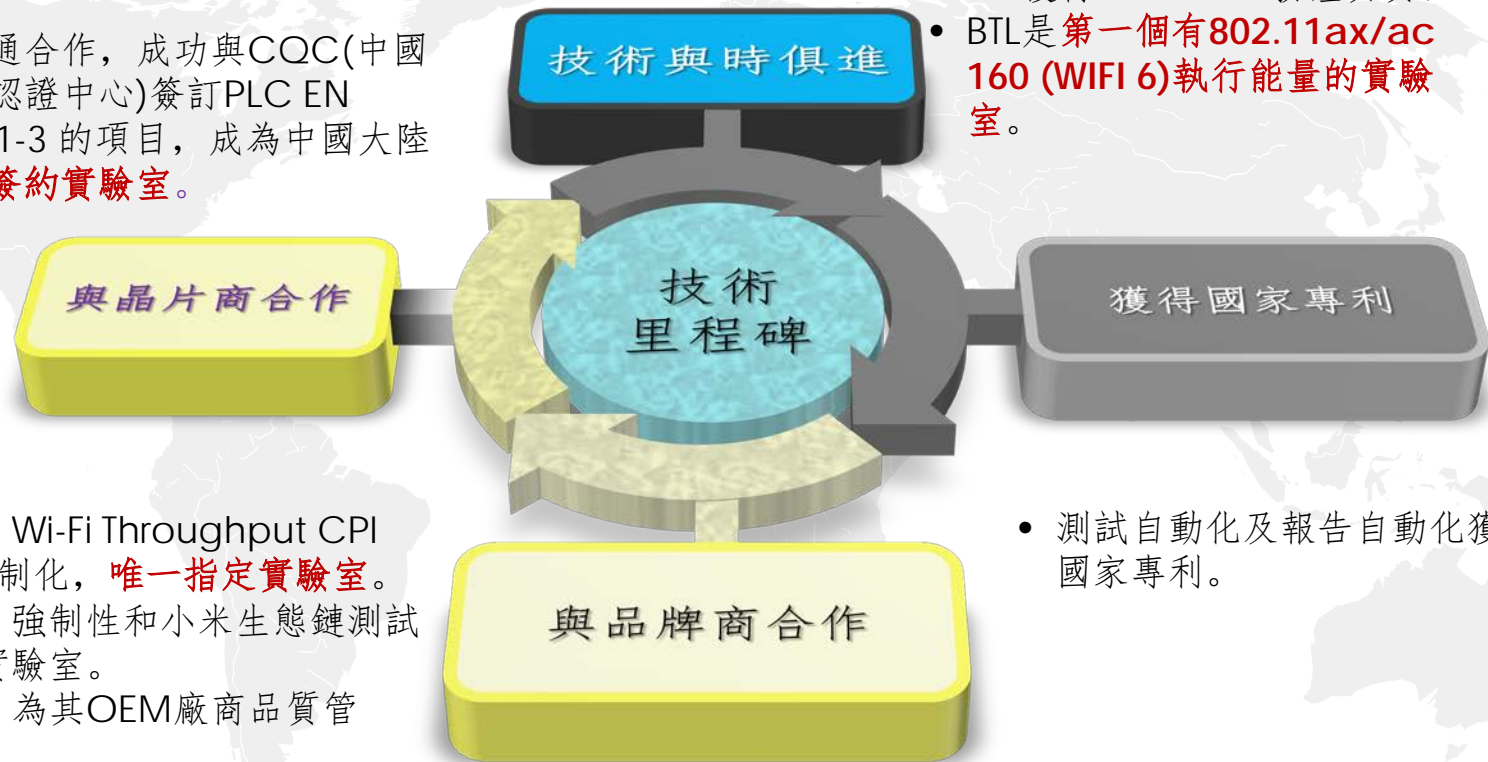 通合作，成功與CQC(中國
認證中心)簽訂PLC EN
1-3 的項目，成為中國大陸
簽約實驗室。
技術與時俱進
• BTL是第一個有802.11ax/ac
160 (WIFI 6)執行能量的實驗
室。
與晶片商合作
技術
里程碑
獲得國家專利
Wi-Fi Throughput CPI
制化，唯一指定實驗室。
強制性和小米生態鏈測試
實驗室。
為其OEM廠商品質管
與品牌商合作
• 測試自動化及報告自動化獲
國家專利。